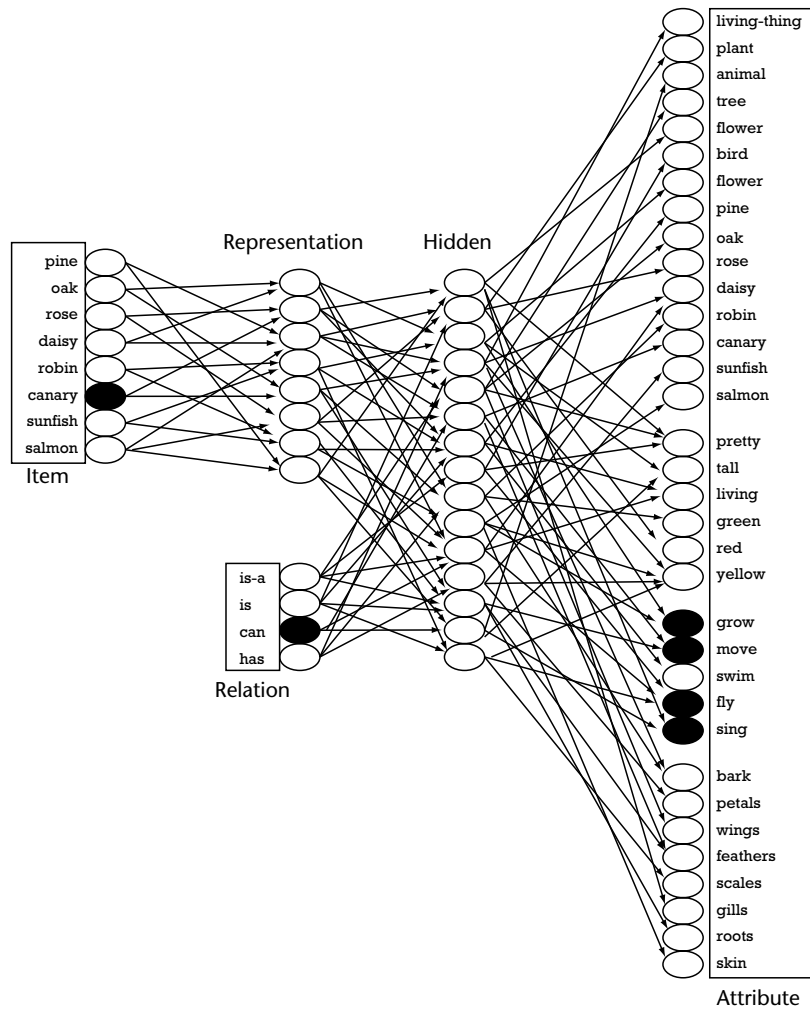 Representation
Hidden
pine
oak
rose
daisy
robin
canary
sunfish
salmon
Item
is-a
is
can
has
Relation
living-thing
plant
animal
tree
flower
bird
flower
pine
oak
rose
daisy
robin
canary
sunfish
salmon
pretty
tall
living
green
red
yellow
grow
move
swim
fly
sing
bark
petals
wings
feathers
scales
gills
roots
skin
Attribute